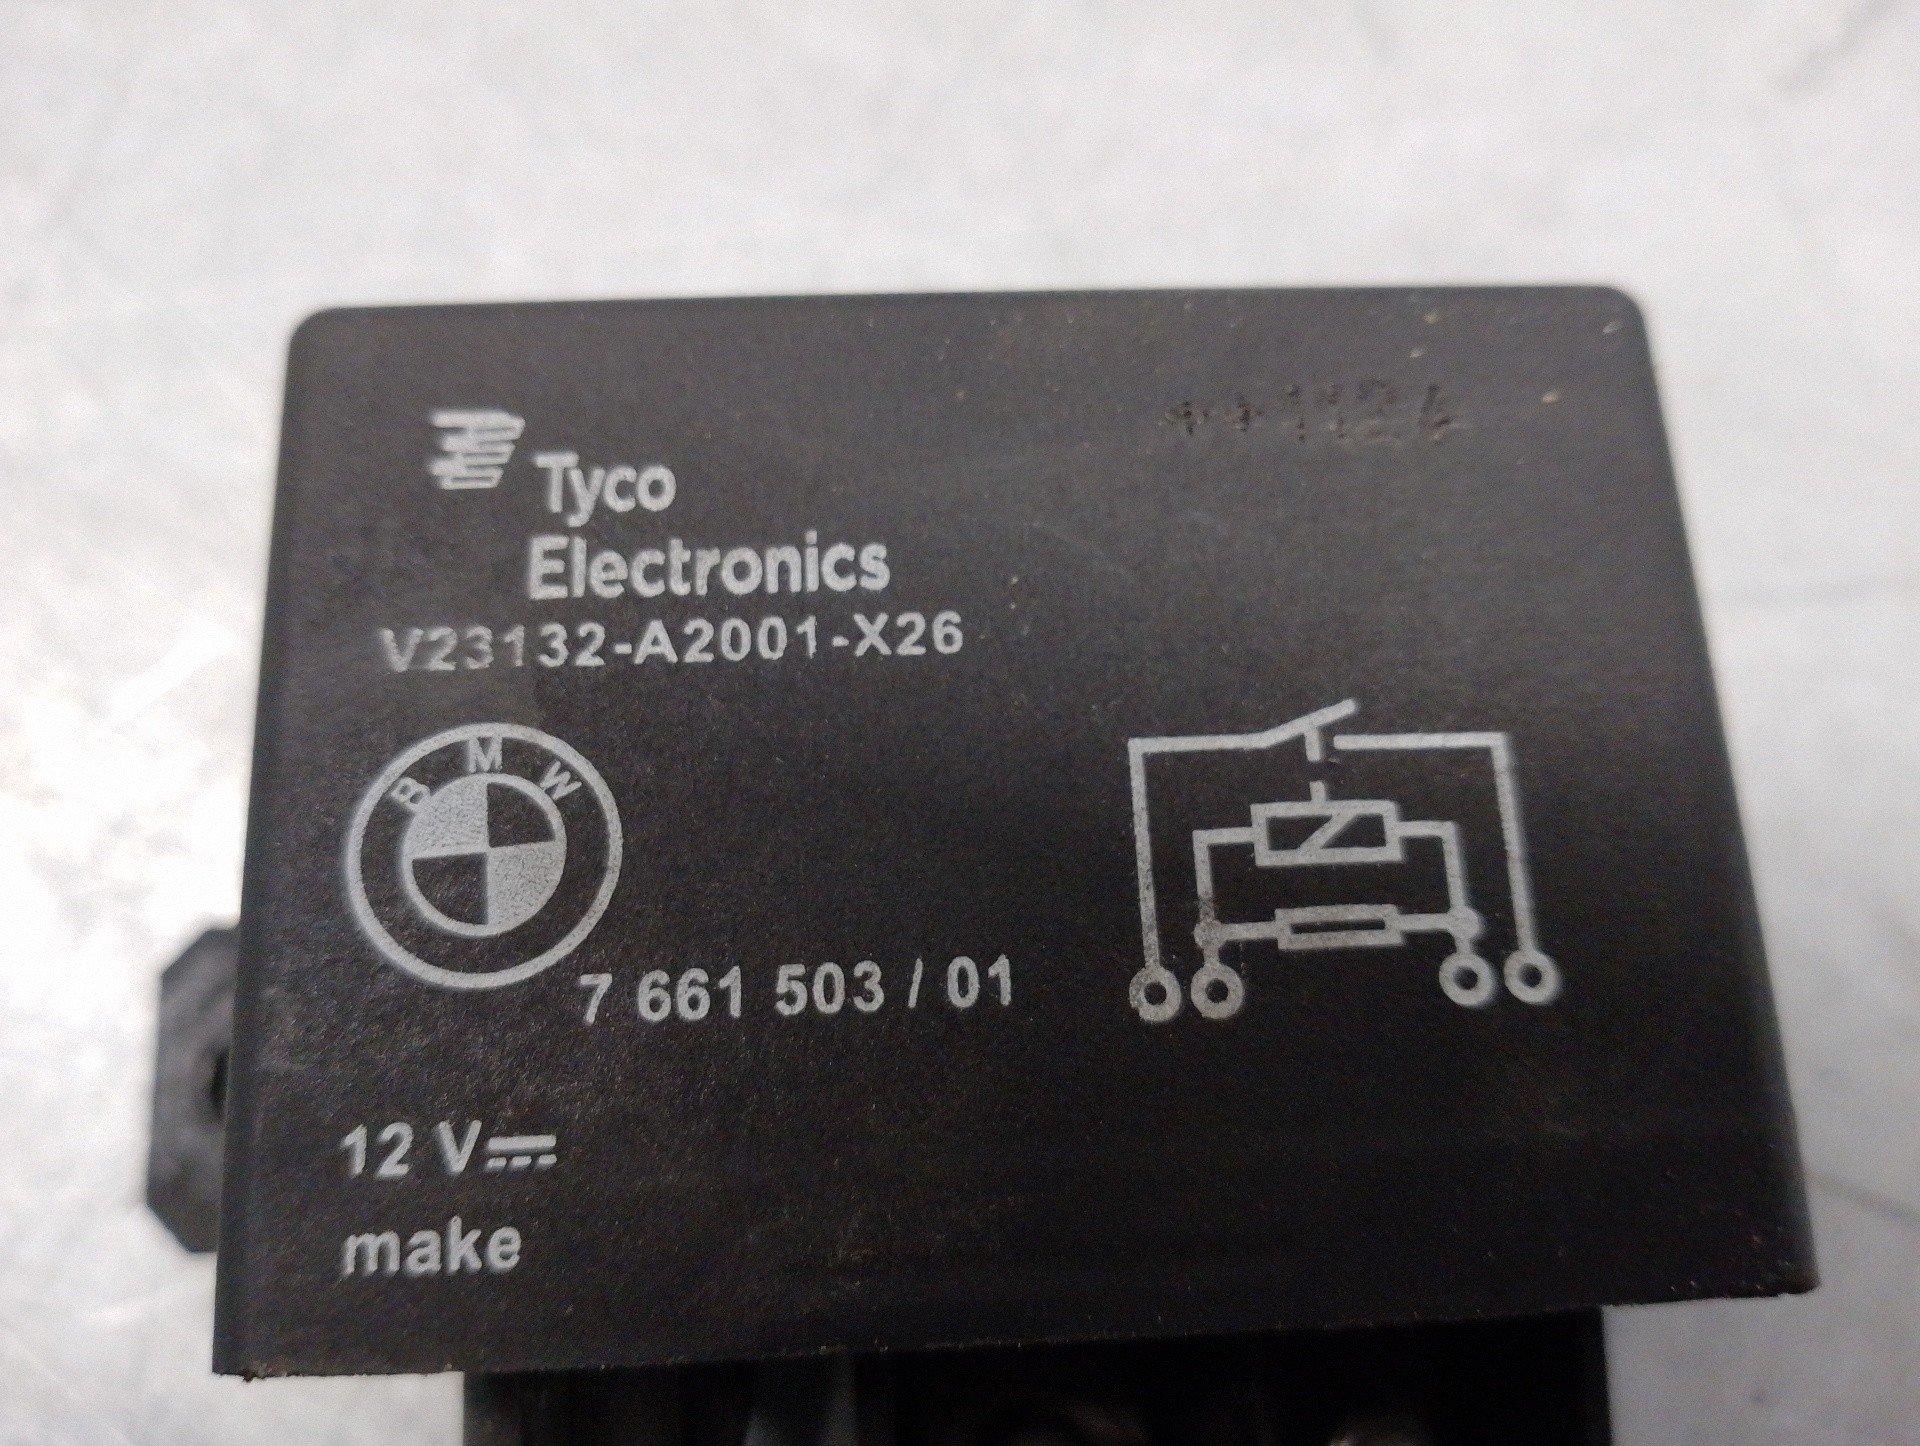 Tyco
Electronics
V23132-A2001-X26
BMW
7 661 503 / 01
12 V
make